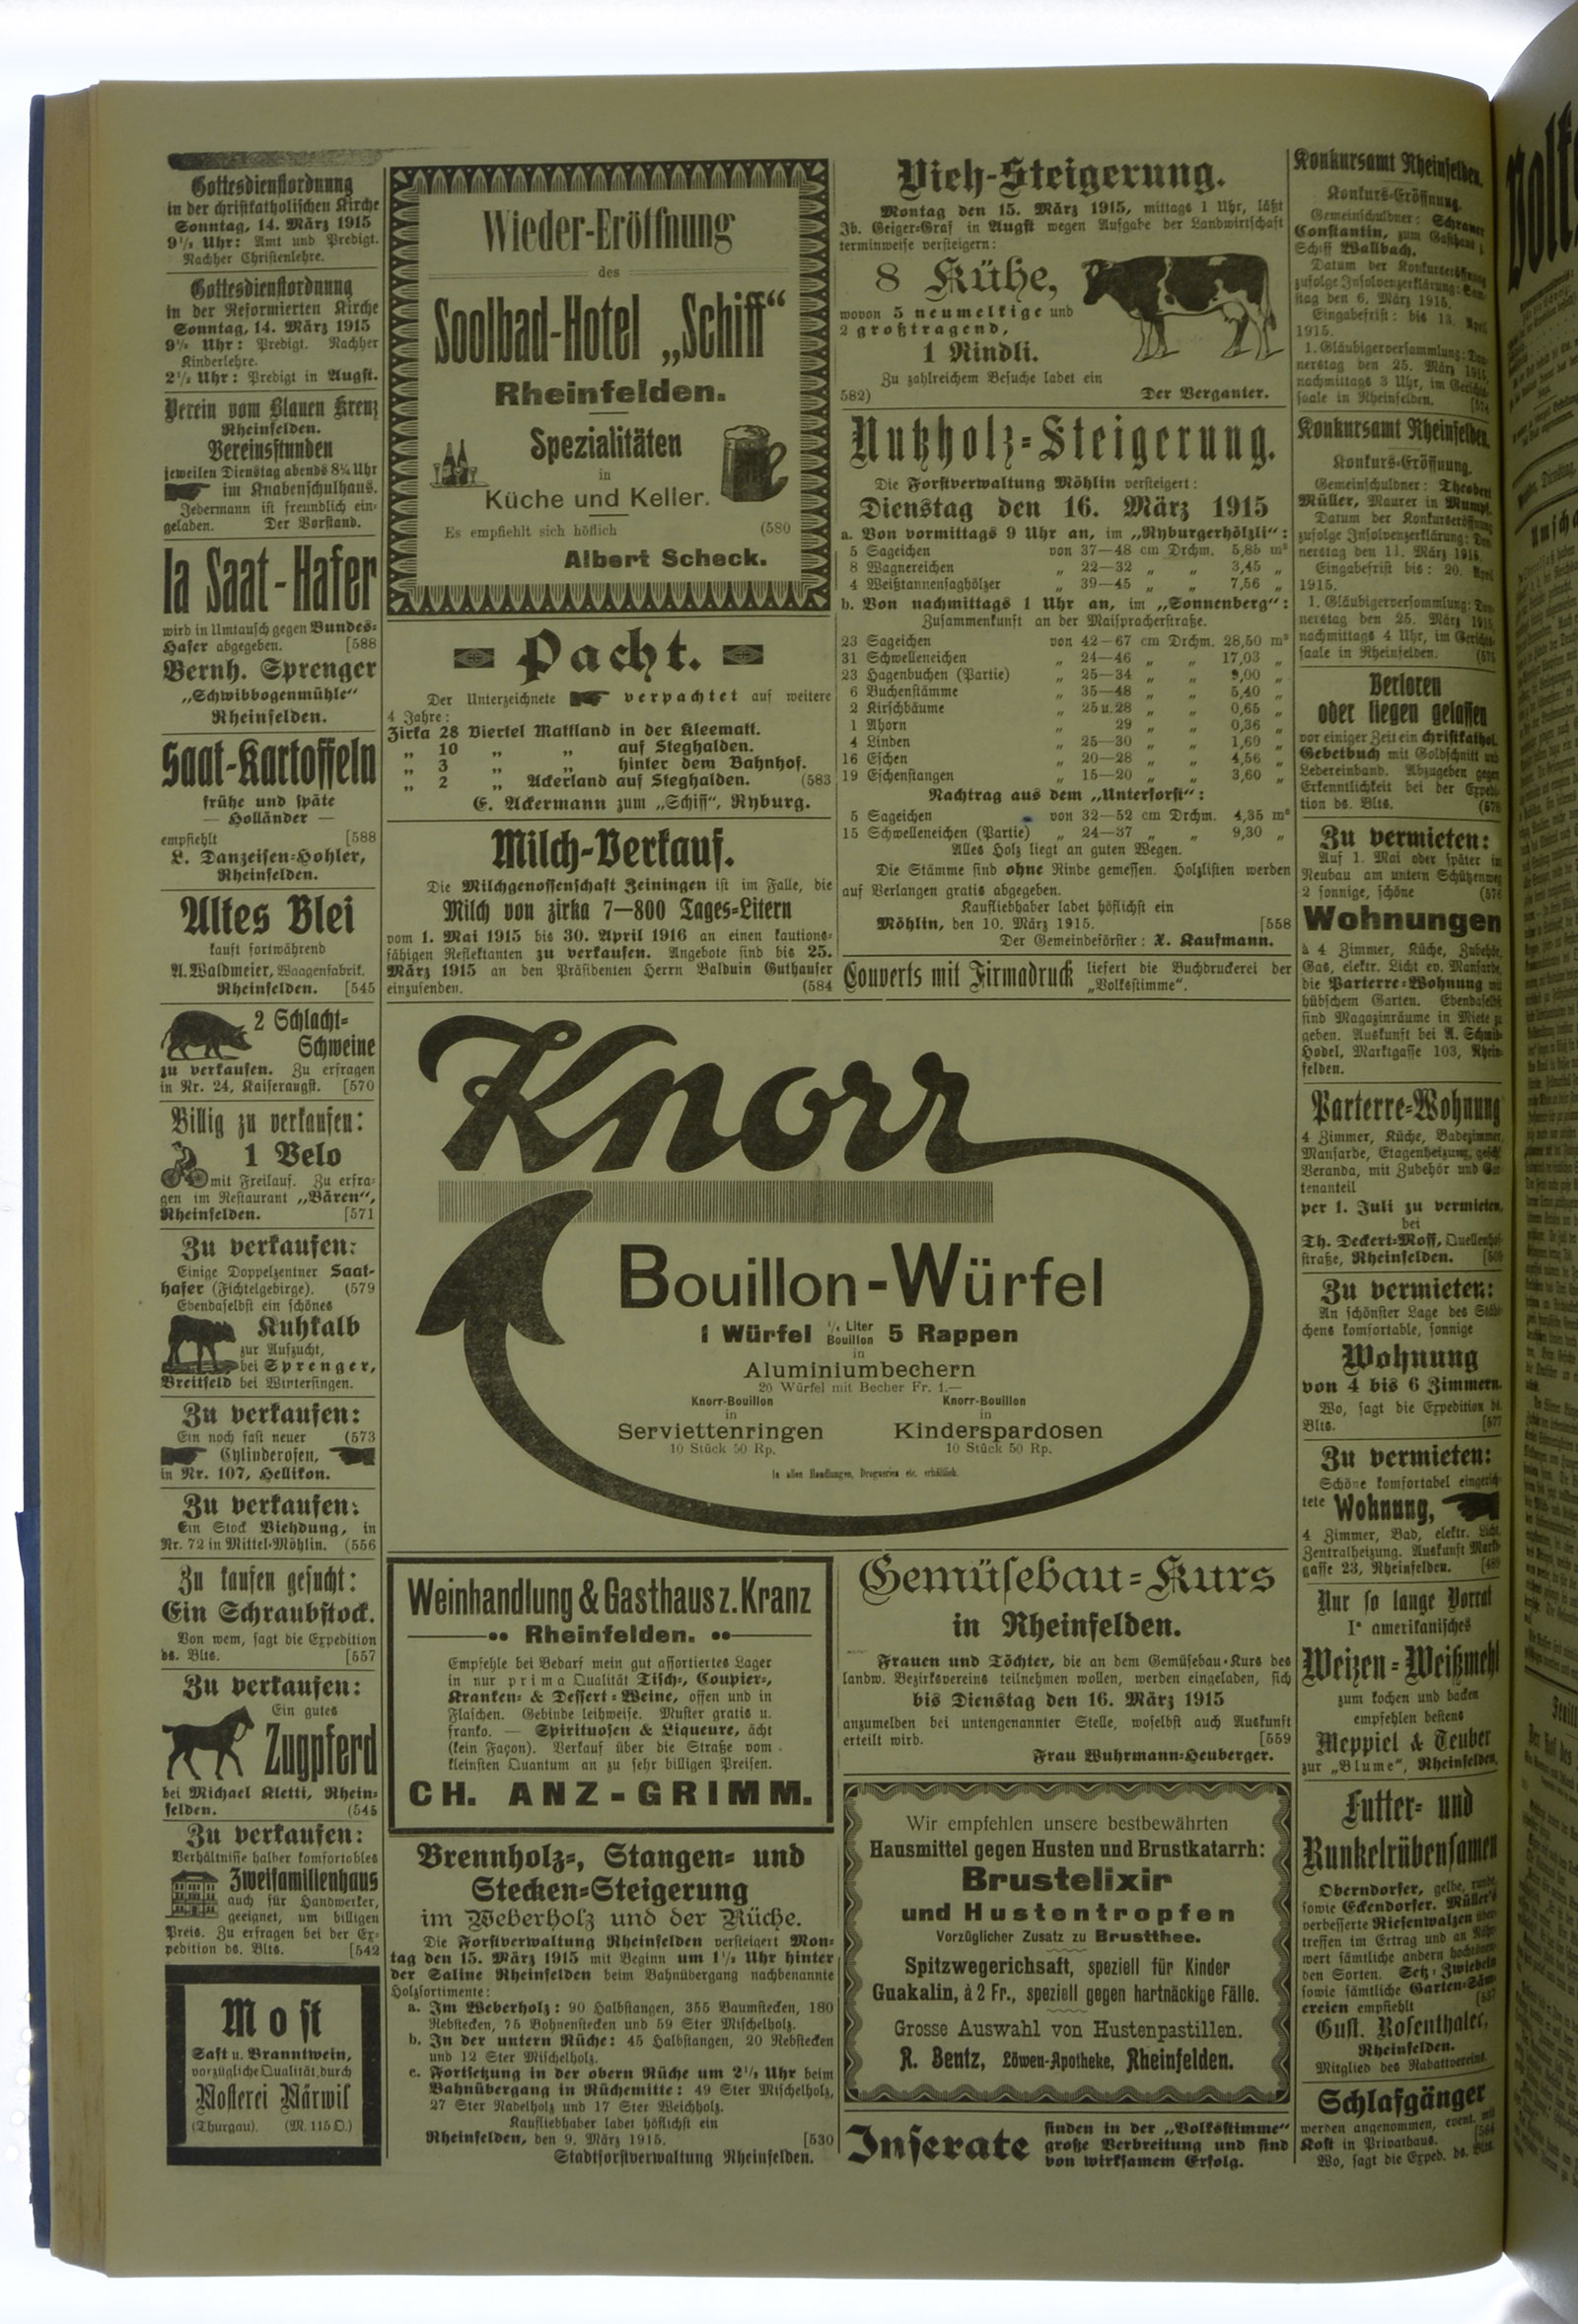 Gottesdienstordnung
in der christkatholischen Kirche
Sonntag, 14. März 1915
9½ Uhr: Amt und Predigt.
Nachher Christenlehre.
Gottesdienstordnung
in der Reformierten Kirche
Sonntag, 14. März 1915
9½ Uhr: Predigt. Nachher
Kinderlehre.
2½ Uhr: Predigt in Augst.
Verein vom Blauen Kreuz
Rheinfelden.
Vereinsstunden
jeweilen Dienstag abends 8¼ Uhr
im Knabenschulhaus.
Jedermann ist freundlich ein-
geladen. Der Vorstand.
Ia Saat-Hafer
wird in Umtausch gegen Bundes-
Hafer abgegeben. [588
Bernh. Sprenger
„Schwibbogenmühle“
Rheinfelden.
Saat-Kartoffeln
frühe und späte
— Holländer —
empfiehlt [588
L. Danzeisen-Hohler,
Rheinfelden.
Altes Blei
kauft fortwährend
A. Waldmeier, Waagenfabrik.
Rheinfelden. [545
2 Schlacht-
Schweine
zu verkaufen. Zu erfragen
in Nr. 24, Kaiseraugst. [570
Billig zu verkaufen:
1 Velo
mit Freilauf. Zu erfra-
gen im Restaurant „Bären“,
Rheinfelden. [571
Zu verkaufen:
Einige Doppelzentner Saat-
hafer (Fichtelgebirge). (579
Ebendaselbst ein schönes
Kuhkalb
zur Aufzucht,
bei Sprenger,
Breitfeld bei Wintersingen.
Zu verkaufen:
Ein noch fast neuer (573
Cylinderofen,
in Nr. 107, Hellikon.
Zu verkaufen:
Ein Stock Viehdung, in
Nr. 72 in Mittel-Möhlin. (556
Zu kaufen gesucht:
Ein Schraubstock.
Von wem, sagt die Expedition
ds. Blts. [557
Zu verkaufen:
Ein gutes
Zugpferd
bei Michael Kletti, Rhein-
felden. (545
Zu verkaufen:
Verhältnisse halber komfortables
Zweifamilienhaus
auch für Handwerker,
geeignet, um billigen
Preis. Zu erfragen bei der Ex-
pedition ds. Blts. [542
Most
Saft u. Branntwein,
vorzügliche Qualität, durch
Mosterei Märwil
(Thurgau). (M. 115 O.)
Wieder-Eröffnung
des
Soolbad-Hotel „Schiff“
Rheinfelden.
Spezialitäten
in
Küche und Keller.
Es empfiehlt sich höflich (580
Albert Scheck.
Pacht.
Der Unterzeichnete verpachtet auf weitere
4 Jahre:
Zirka 28 Viertel Mattland in der Kleematt.
„ 10 „ „ auf Steghalden.
„ 3 „ „ hinter dem Bahnhof.
„ 2 „ Ackerland auf Steghalden. (583
E. Ackermann zum „Schiff“, Ryburg.
Milch-Verkauf.
Die Milchgenossenschaft Zeiningen ist im Falle, die
Milch von zirka 7—800 Tages-Litern
vom 1. Mai 1915 bis 30. April 1916 an einen kautions-
fähigen Reflektanten zu verkaufen. Angebote sind bis 25.
März 1915 an den Präsidenten Herrn Balduin Guthauser
einzusenden. (584
Vieh-Steigerung.
Montag den 15. März 1915, mittags 1 Uhr, läßt
Jb. Geiger-Graf in Augst wegen Aufgabe der Landwirtschaft
terminweise versteigern:
8 Kühe,
wovon 5 neumelkige und
2 großtragend,
1 Rindli.
Zu zahlreichem Besuche ladet ein
582) Der Verganter.
Nutzholz-Steigerung.
Die Forstverwaltung Möhlin versteigert:
Dienstag den 16. März 1915
a. Von vormittags 9 Uhr an, im „Ryburgerhölzli“:
5 Sageichen von 37—48 cm Drchm. 5,85 m³
8 Wagnereichen „ 22—32 „ „ 3,45 „
4 Weißtannensaghölzer „ 39—45 „ „ 7,56 „
b. Von nachmittags 1 Uhr an, im „Sonnenberg“:
Zusammenkunft an der Maispracherstraße.
23 Sageichen von 42—67 cm Drchm. 28,50 m³
31 Schwelleneichen „ 24—46 „ „ 17,03 „
23 Hagenbuchen (Partie) „ 25—34 „ „ 9,00 „
6 Buchenstämme „ 35—48 „ „ 5,40 „
2 Kirschbäume „ 25 u. 28 „ „ 0,65 „
1 Ahorn „ 29 „ „ 0,36 „
4 Linden „ 25—30 „ „ 1,69 „
16 Eschen „ 20—28 „ „ 4,56 „
19 Eschenstangen „ 15—20 „ „ 3,60 „
Nachtrag aus dem „Unterforst“:
5 Sageichen von 32—52 cm Drchm. 4,35 m³
15 Schwelleneichen (Partie) „ 24—37 „ „ 9,30 „
Alles Holz liegt an guten Wegen.
Die Stämme sind ohne Rinde gemessen. Holzlisten werden
auf Verlangen gratis abgegeben.
Kaufliebhaber ladet höflichst ein
Möhlin, den 10. März 1915. [558
Der Gemeindeförster: X. Kaufmann.
Couverts mit Firmadruck liefert die Buchdruckerei der
„Volksstimme“.
Knorr
Bouillon-Würfel
1 Würfel ¼ Liter Bouillon 5 Rappen
in
Aluminiumbechern
20 Würfel mit Becher Fr. 1.—
Knorr-Bouillon
in
Serviettenringen
10 Stück 50 Rp.
Knorr-Bouillon
in
Kinderspardosen
10 Stück 50 Rp.
In allen Handlungen, Drogerien etc. erhältlich.
Weinhandlung & Gasthaus z. Kranz
Rheinfelden.
Empfehle bei Bedarf mein gut assortiertes Lager
in nur prima Qualität Tisch-, Coupier-,
Kranken- & Dessert-Weine, offen und in
Flaschen. Gebinde leihweise. Muster gratis u.
franko. — Spirituosen & Liqueure, ächt
(kein Façon). Verkauf über die Straße vom
kleinsten Quantum an zu sehr billigen Preisen.
CH. ANZ-GRIMM.
Brennholz-, Stangen- und
Stecken-Steigerung
im Weberholz und der Rüche.
Die Forstverwaltung Rheinfelden versteigert Mon-
tag den 15. März 1915 mit Beginn um 1½ Uhr hinter
der Saline Rheinfelden beim Bahnübergang nachbenannte
Holzsortimente:
a. Im Weberholz: 90 Halbstangen, 355 Baumstecken, 180
Rebstecken, 75 Bohnenstecken und 59 Ster Mischelholz.
b. In der untern Rüche: 45 Halbstangen, 20 Rebstecken
und 12 Ster Mischelholz.
c. Fortsetzung in der obern Rüche um 2½ Uhr beim
Bahnübergang in Rüchemitte: 49 Ster Mischelholz,
27 Ster Nadelholz und 17 Ster Weichholz.
Kaufliebhaber ladet höflichst ein
Rheinfelden, den 9. März 1915. [530
Stadtforstverwaltung Rheinfelden.
Gemüsebau-Kurs
in Rheinfelden.
Frauen und Töchter, die an dem Gemüsebau-Kurs des
landw. Bezirksvereins teilnehmen wollen, werden eingeladen, sich
bis Dienstag den 16. März 1915
anzumelden bei untengenannter Stelle, woselbst auch Auskunft
erteilt wird. [559
Frau Wuhrmann-Heuberger.
Wir empfehlen unsere bestbewährten
Hausmittel gegen Husten und Brustkatarrh:
Brustelixir
und Hustentropfen
Vorzüglicher Zusatz zu Brustthee.
Spitzwegerichsaft, speziell für Kinder
Guakalin, à 2 Fr., speziell gegen hartnäckige Fälle.
Grosse Auswahl von Hustenpastillen.
R. Bentz, Löwen-Apotheke, Rheinfelden.
Inserate finden in der „Volksstimme“
große Verbreitung und sind
von wirksamem Erfolg.
Konkursamt Rheinfelden.
Konkurs-Eröffnung.
Gemeinschuldner: Schraner
Constantin, zum Gasthaus z.
Schiff Wallbach.
Datum der Konkurseröffnung
zufolge Insolvenzerklärung: Sam-
stag den 6. März 1915.
Eingabefrist: bis 13. April
1915.
1. Gläubigerversammlung: Don-
nerstag den 25. März 1915,
nachmittags 3 Uhr, im Gerichts-
saale in Rheinfelden. [574
Konkursamt Rheinfelden.
Konkurs-Eröffnung.
Gemeinschuldner: Theodor
Müller, Maurer in Mumpf.
Datum der Konkurseröffnung
zufolge Insolvenzerklärung: Don-
nerstag den 11. März 1915.
Eingabefrist bis: 20. April
1915.
1. Gläubigerversammlung: Don-
nerstag den 25. März 1915,
nachmittags 4 Uhr, im Gerichts-
saale in Rheinfelden. (575
Verloren
oder liegen gelassen
vor einiger Zeit ein christkathol.
Gebetbuch mit Goldschnitt und
Ledereinband. Abzugeben gegen
Erkenntlichkeit bei der Expedi-
tion ds. Blts. (578
Zu vermieten:
Auf 1. Mai oder später im
Neubau am untern Schützenweg
2 sonnige, schöne (576
Wohnungen
à 4 Zimmer, Küche, Zubehör,
Gas, elektr. Licht ev. Mansarde,
die Parterre-Wohnung mit
hübschem Garten. Ebendaselbst
sind Magazinräume in Miete zu
geben. Auskunft bei A. Schmid-
Hodel, Marktgasse 103, Rhein-
felden.
Parterre-Wohnung
4 Zimmer, Küche, Badezimmer,
Mansarde, Etagenheizung, geschl.
Veranda, mit Zubehör und Gar-
tenanteil
per 1. Juli zu vermieten,
bei
Th. Deckert-Moss, Quellenhof-
straße, Rheinfelden.
Zu vermieten:
An schönster Lage des Städt-
chens komfortable, sonnige
Wohnung
von 4 bis 6 Zimmern.
Wo, sagt die Expedition ds.
Blts. [577
Zu vermieten:
Schöne komfortabel eingerich-
tete Wohnung,
4 Zimmer, Bad, elektr. Licht,
Zentralheizung. Auskunft Markt-
gasse 23, Rheinfelden.
Nur so lange Vorrat
Iª amerikanisches
Weizen-Weißmehl
zum kochen und backen
empfehlen bestens
Meppiel & Teuber
zur „Blume“, Rheinfelden.
Futter- und
Runkelrübensamen
Oberndorfer, gelbe, runde,
sowie Eckendorfer. Müller's
verbesserte Riesenwalzen über-
treffen im Ertrag und an Nähr-
wert sämtliche andern
den Sorten. Setz-Zwiebeln
sowie sämtliche Garten-Säm-
ereien empfiehlt
Gust. Rosenthaler,
Rheinfelden.
Mitglied des Rabattvereins.
Schlafgänger
werden angenommen, event. mit
Kost in Privathaus.
Wo, sagt die Exped. ds. Blts.